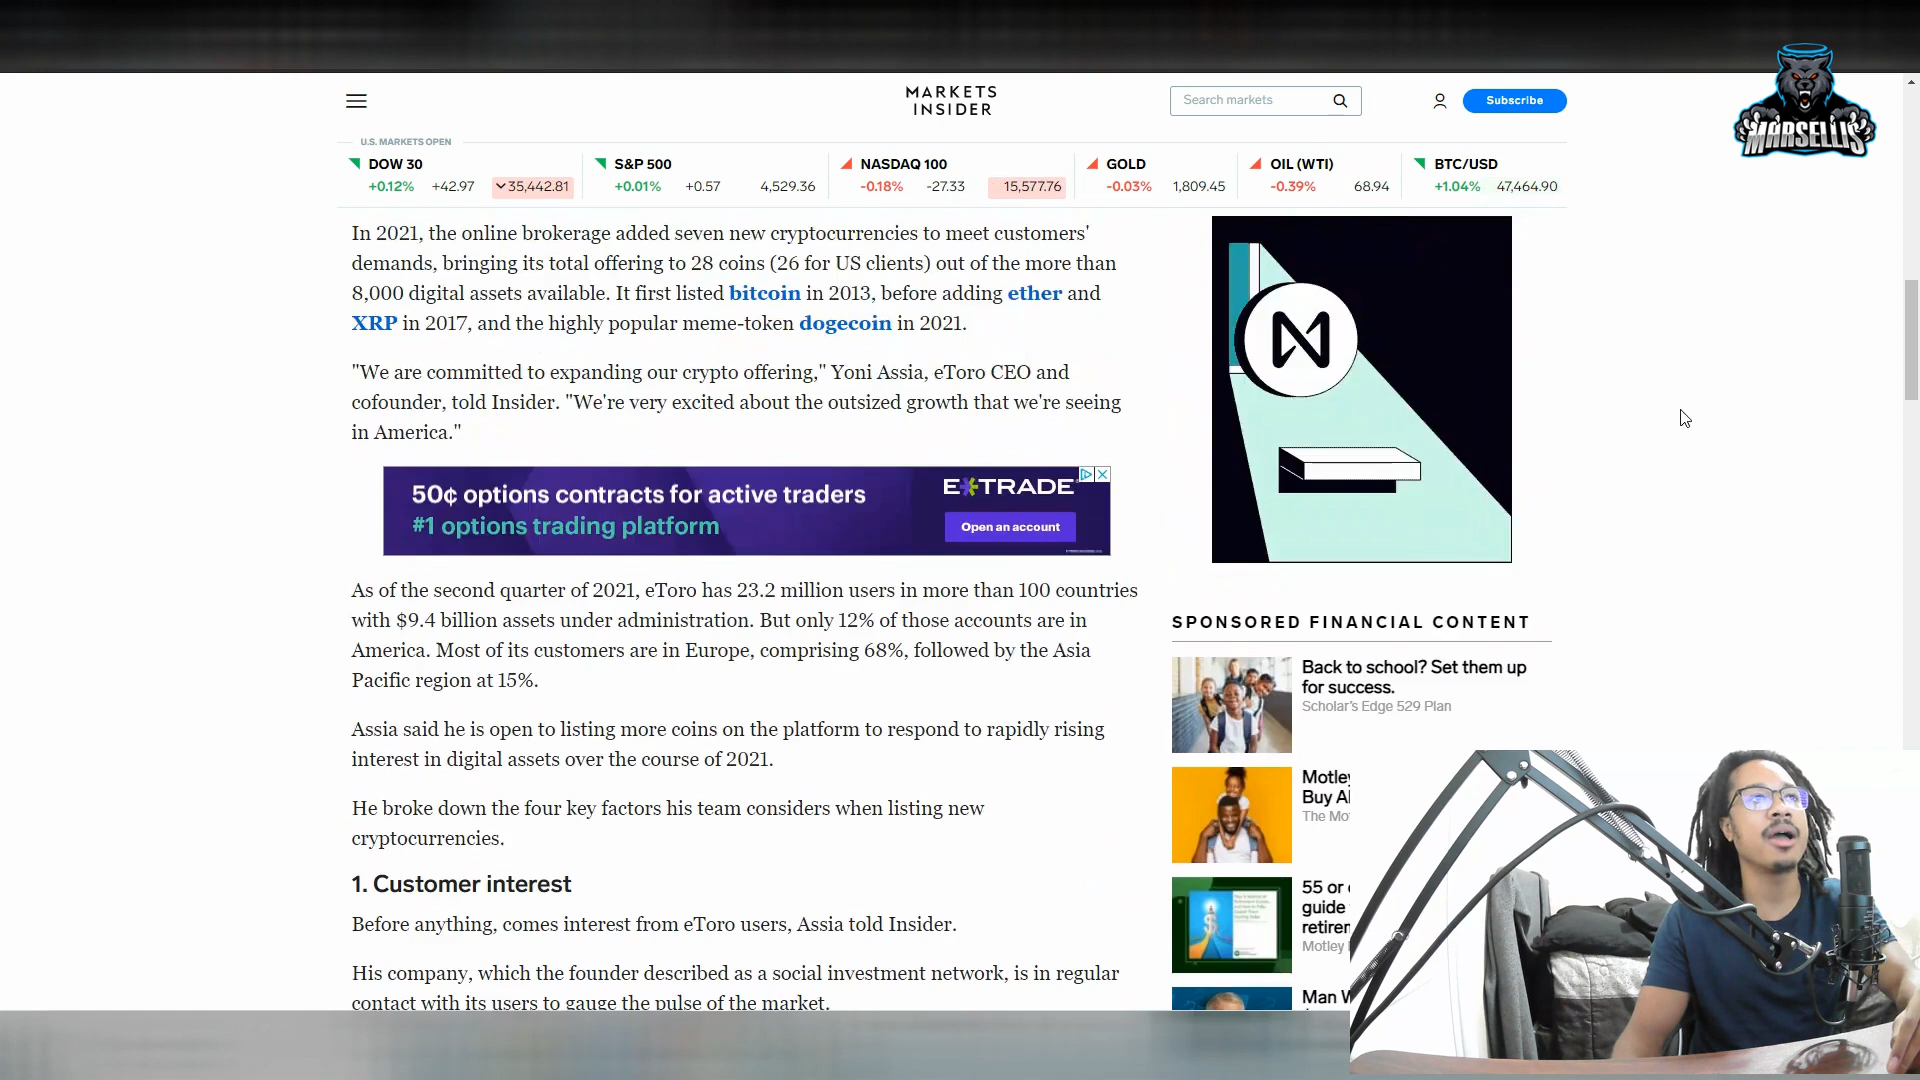 MARKETS
INSIDER
Search markets
Subscribe
MARSELLIS
U.S. MARKETS OPEN
DOW 30
+0.12% +42.97 35,442.81
S&P 500
+0.01% +0.57 4,529.36
NASDAQ 100
-0.18% -27.33 15,577.76
GOLD
-0.03% 1,809.45
OIL (WTI)
-0.39% 68.94
BTC/USD
+1.04% 47,464.90
In 2021, the online brokerage added seven new cryptocurrencies to meet customers'
demands, bringing its total offering to 28 coins (26 for US clients) out of the more than
8,000 digital assets available. It first listed bitcoin in 2013, before adding ether and
XRP in 2017, and the highly popular meme-token dogecoin in 2021.
"We are committed to expanding our crypto offering," Yoni Assia, eToro CEO and
cofounder, told Insider. "We're very excited about the outsized growth that we're seeing
in America."
50¢ options contracts for active traders
#1 options trading platform
E*TRADE
Open an account
As of the second quarter of 2021, eToro has 23.2 million users in more than 100 countries
with $9.4 billion assets under administration. But only 12% of those accounts are in
America. Most of its customers are in Europe, comprising 68%, followed by the Asia
Pacific region at 15%.
Assia said he is open to listing more coins on the platform to respond to rapidly rising
interest in digital assets over the course of 2021.
He broke down the four key factors his team considers when listing new
cryptocurrencies.
1. Customer interest
Before anything, comes interest from eToro users, Assia told Insider.
His company, which the founder described as a social investment network, is in regular
contact with its users to gauge the pulse of the market.
SPONSORED FINANCIAL CONTENT
Back to school? Set them up
for success.
Scholar's Edge 529 Plan
Motley
Buy Al
The Mot
55 or
guide
retire
Motley
Man W